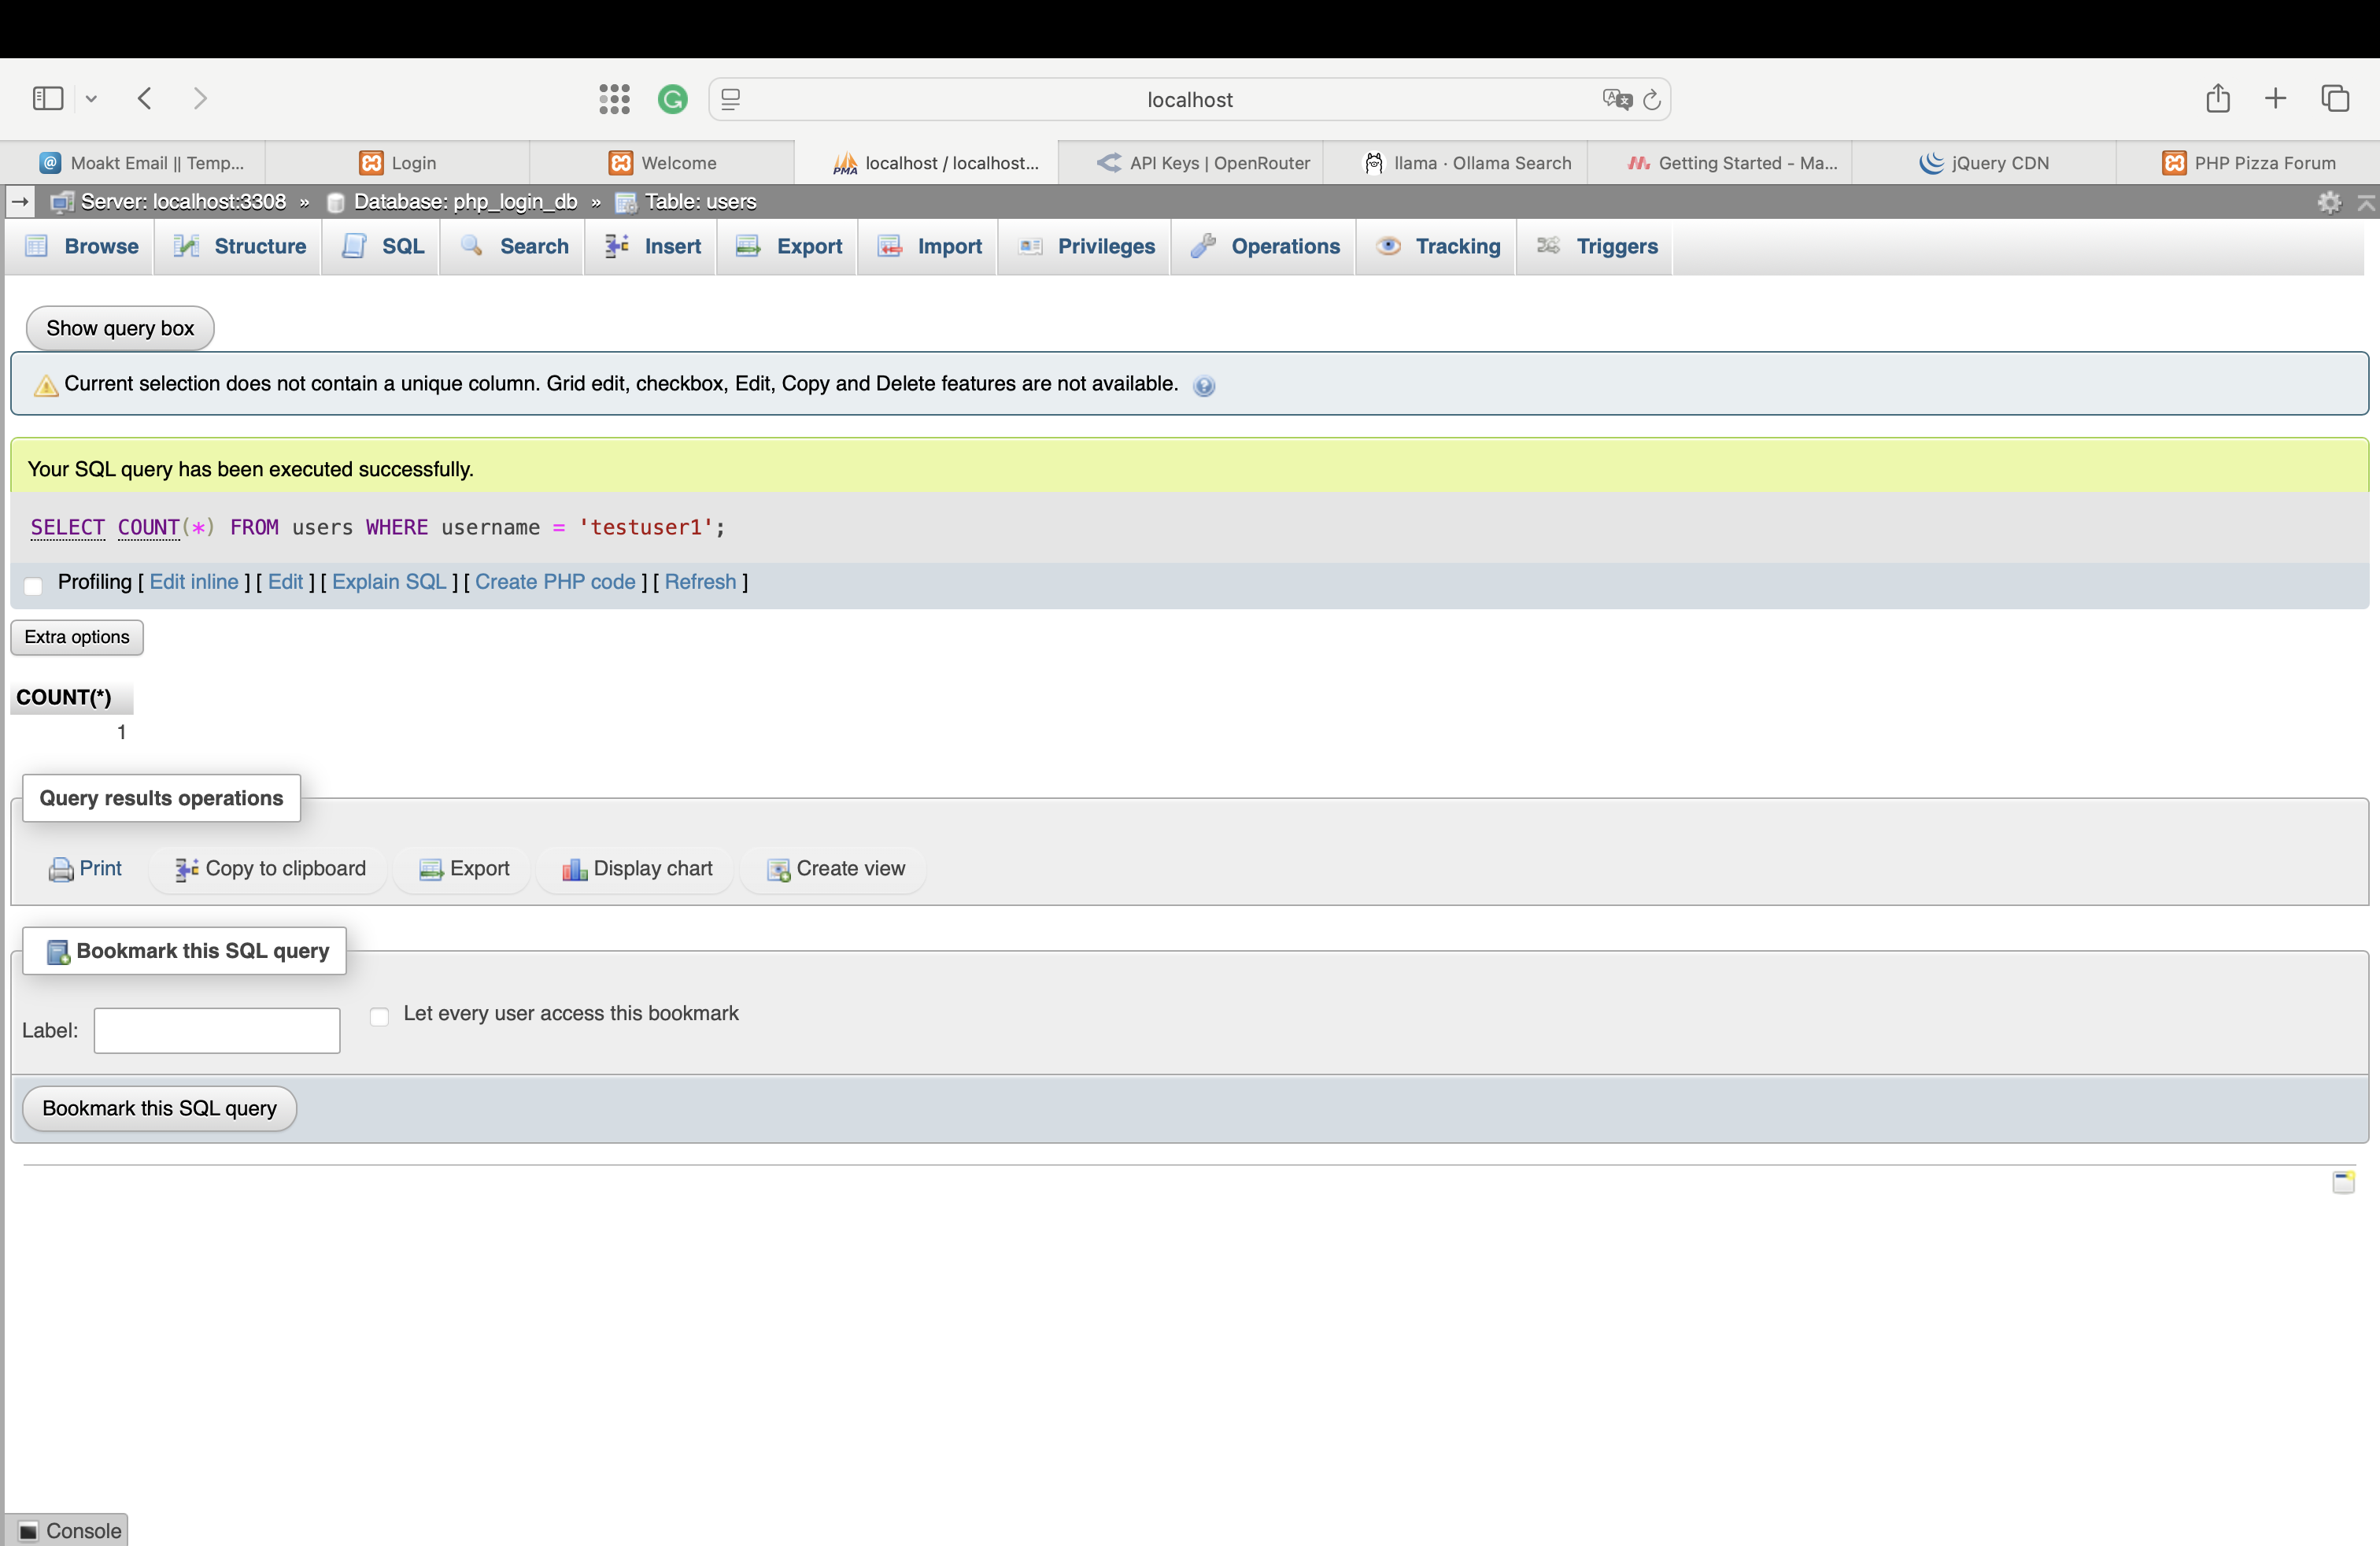 localhost
Moakt Email || Temp...
Login
Welcome
PMA
localhost / localhost...
API Keys | OpenRouter
llama · Ollama Search
Getting Started - Ma...
jQuery CDN
PHP Pizza Forum
Server: localhost:3308 » Database: php_login_db » Table: users
Browse Structure SQL Search Insert Export Import Privileges Operations Tracking Triggers
Show query box
Current selection does not contain a unique column. Grid edit, checkbox, Edit, Copy and Delete features are not available.
Your SQL query has been executed successfully.
SELECT COUNT(*) FROM users WHERE username = 'testuser1';
Profiling [ Edit inline ] [ Edit ] [ Explain SQL ] [ Create PHP code ] [ Refresh ]
Extra options
COUNT(*)
1
Query results operations
Print Copy to clipboard Export Display chart Create view
Bookmark this SQL query
Label: Let every user access this bookmark
Bookmark this SQL query
Console